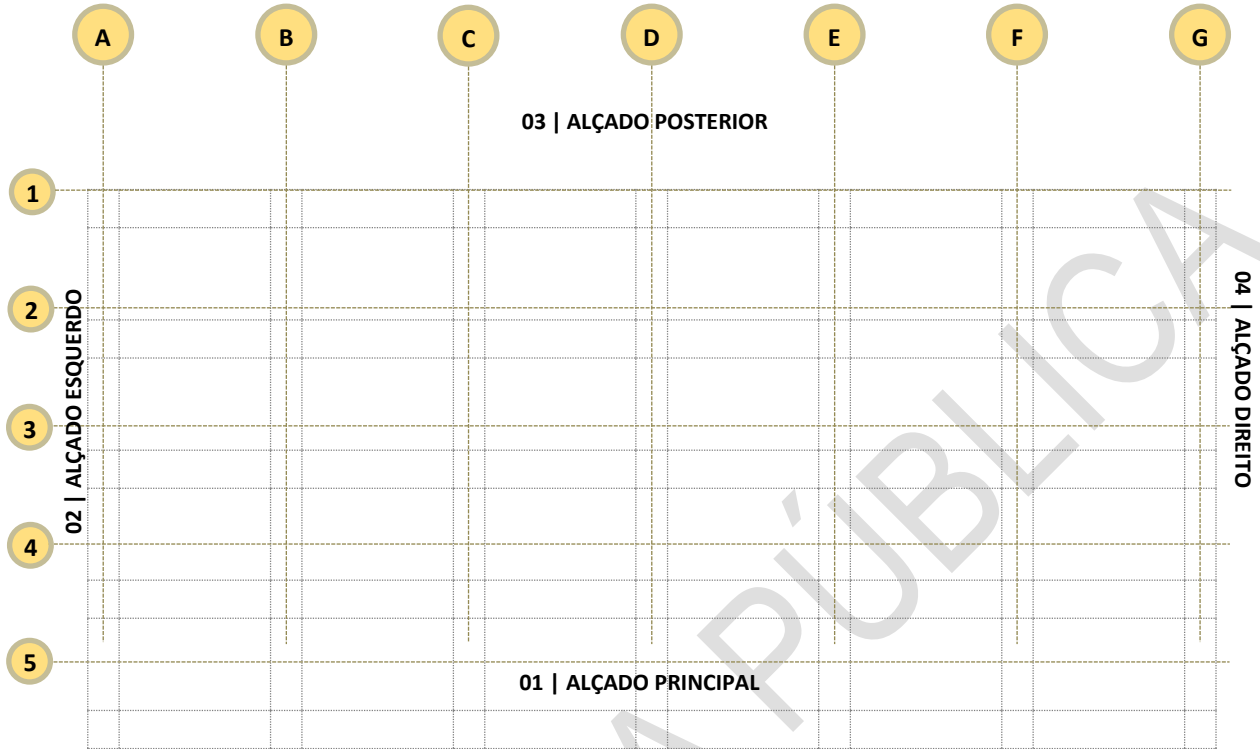 A B C D E F G
03 | ALÇADO POSTERIOR
1
2
3
4
5
02 | ALÇADO ESQUERDO
04 | ALÇADO DIREITO
01 | ALÇADO PRINCIPAL
A PÚBLICA